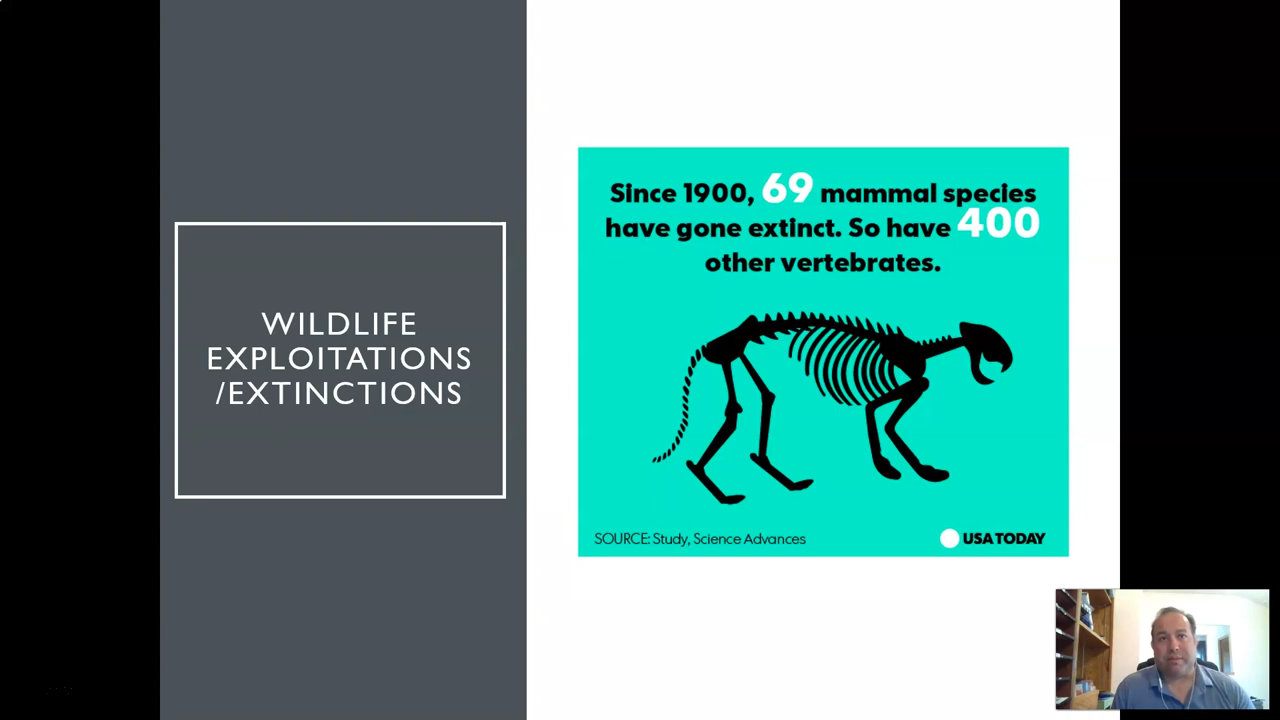 WILDLIFE
EXPLOITATIONS
/EXTINCTIONS
Since 1900, 69 mammal species
have gone extinct. So have 400
other vertebrates.
SOURCE: Study, Science Advances
USA TODAY